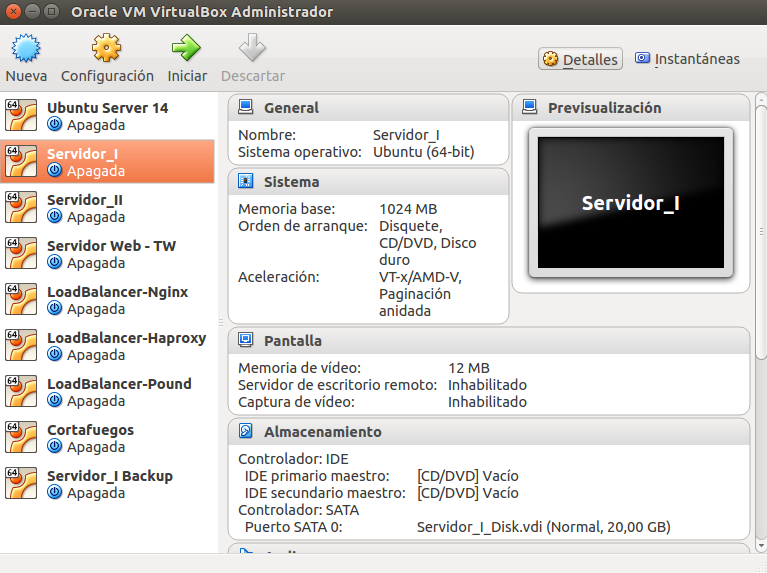 Oracle VM VirtualBox Administrador
Nueva
Configuración
Iniciar
Descartar
Detalles
Instantáneas
64 Ubuntu Server 14
Apagada
64 Servidor_I
Apagada
64 Servidor_II
Apagada
64 Servidor Web - TW
Apagada
64 LoadBalancer-Nginx
Apagada
64 LoadBalancer-Haproxy
Apagada
64 LoadBalancer-Pound
Apagada
64 Cortafuegos
Apagada
64 Servidor_I Backup
Apagada
General
Nombre: Servidor_I
Sistema operativo: Ubuntu (64-bit)
Previsualización
Servidor_I
Sistema
Memoria base: 1024 MB
Orden de arranque: Disquete,
CD/DVD, Disco
duro
Aceleración: VT-x/AMD-V,
Paginación
anidada
Pantalla
Memoria de vídeo: 12 MB
Servidor de escritorio remoto: Inhabilitado
Captura de vídeo: Inhabilitado
Almacenamiento
Controlador: IDE
IDE primario maestro: [CD/DVD] Vacío
IDE secundario maestro: [CD/DVD] Vacío
Controlador: SATA
Puerto SATA 0: Servidor_I_Disk.vdi (Normal, 20,00 GB)